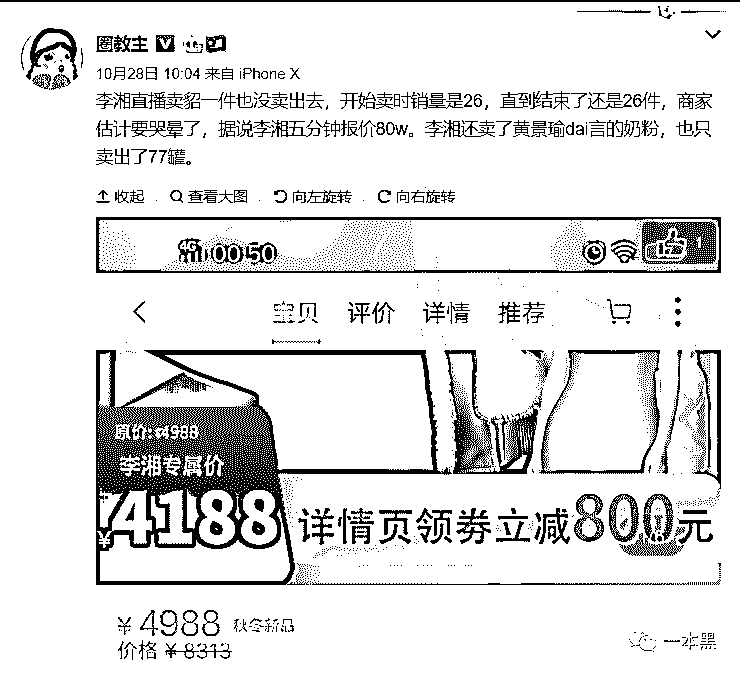 圈教主
10月28日 10:04 来自 iPhone X
李湘直播卖貂一件也没卖出去，开始卖时销量是26，直到结束了还是26件，商家
估计要哭晕了，据说李湘五分钟报价80w。李湘还卖了黄景瑜dai言的奶粉，也只
卖出了77罐。
收起 查看大图 向左旋转 向右旋转
4G 00:50 1
宝贝 评价 详情 推荐
原价:¥4988
李湘专属价
¥4188 详情页领券立减800元
¥4988 秋冬新品
价格 ¥8313
一本黑